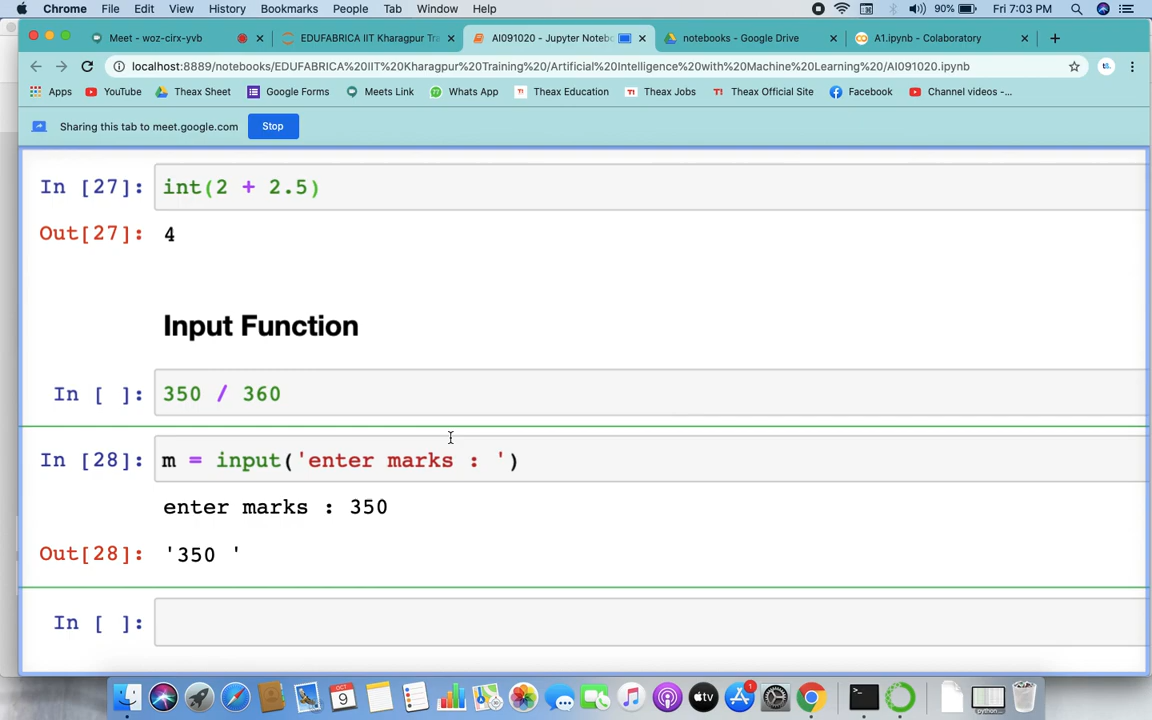 Chrome File Edit View History Bookmarks People Tab Window Help 90% Fri 7:03 PM
Meet - woz-cirx-yvb EDUFABRICA IIT Kharagpur Tra AI091020 - Jupyter Notebo notebooks - Google Drive A1.ipynb - Colaboratory
localhost:8889/notebooks/EDUFABRICA%20IIT%20Kharagpur%20Training%20/Artificial%20Intelligence%20with%20Machine%20Learning%20/AI091020.ipynb
Apps YouTube Theax Sheet Google Forms Meets Link Whats App Theax Education Theax Jobs Theax Official Site Facebook Channel videos -...
Sharing this tab to meet.google.com Stop
In [27]: int(2 + 2.5)
Out[27]: 4
Input Function
In [ ]: 350 / 360
In [28]: m = input('enter marks : ')
enter marks : 350
Out[28]: '350 '
In [ ]:
OCT
9
1